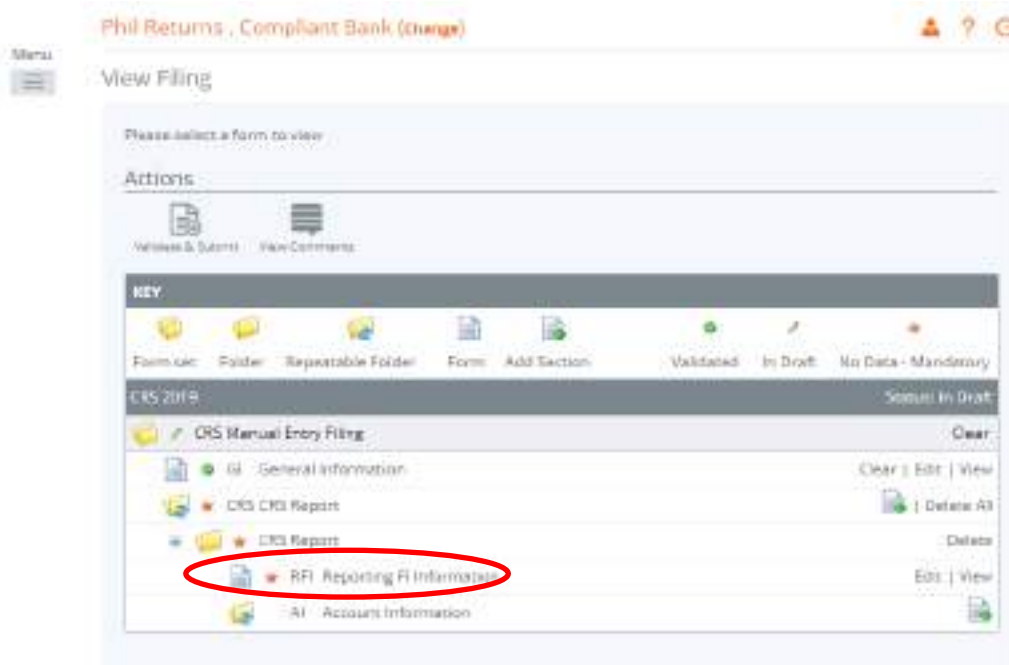 Phil Returns , Compliant Bank (Change)
?
Menu
View Filing
Please select a form to view
Actions
Validate & Submit View Comments
KEY
Form set Folder Repeatable Folder Form Add Section Validated In Draft No Data - Mandatory
CRS 2019 Status: In Draft
CRS Manual Entry Filing Clear
GI General Information Clear | Edit | View
CRS CRS Report | Delete All
CRS Report Delete
RFI Reporting FI Information Edit | View
AI Account Information